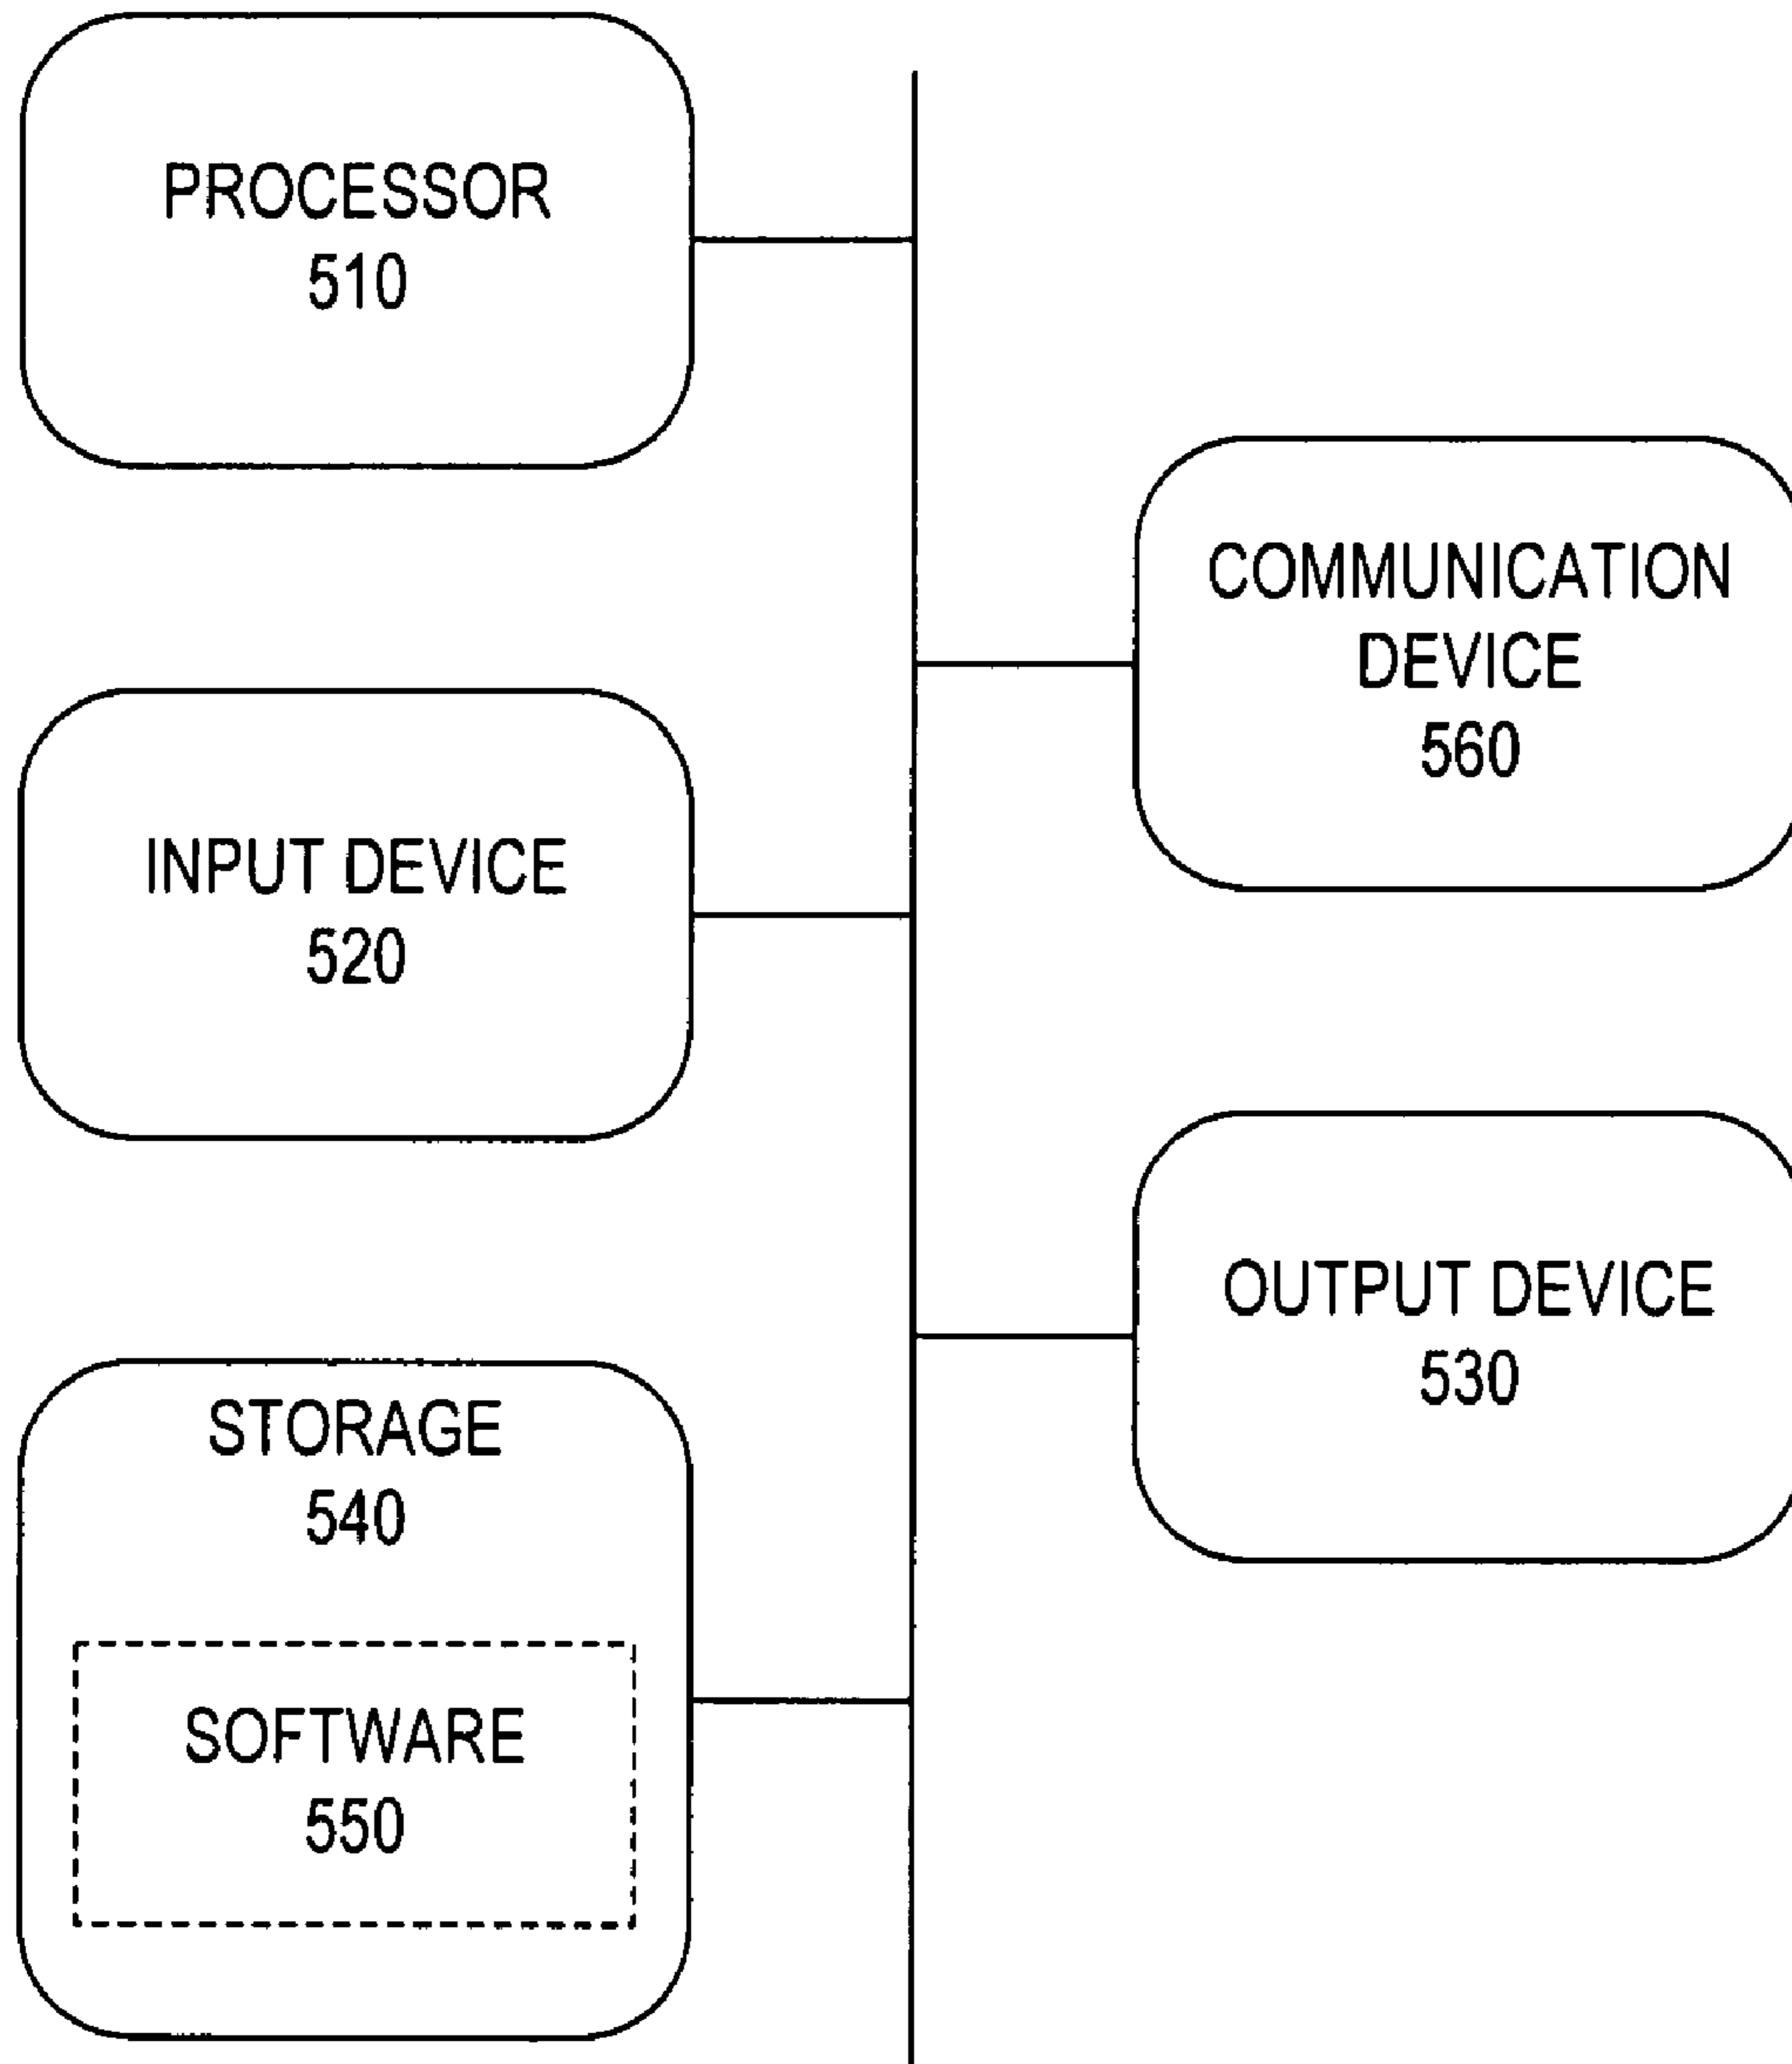 PROCESSOR
510
INPUT DEVICE
520
STORAGE
540
SOFTWARE
550
COMMUNICATION
DEVICE
560
OUTPUT DEVICE
530